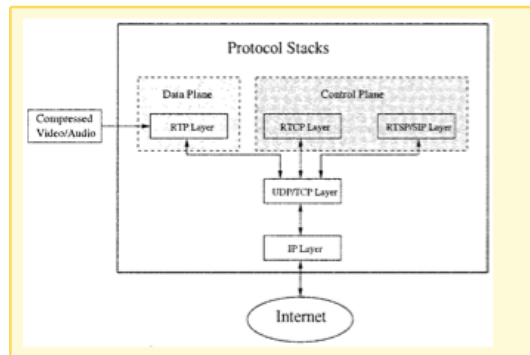 Protocol Stacks
Data Plane
Control Plane
Compressed
Video/Audio
RTP Layer
RTCP Layer
RTSP/SIP Layer
UDP/TCP Layer
IP Layer
Internet